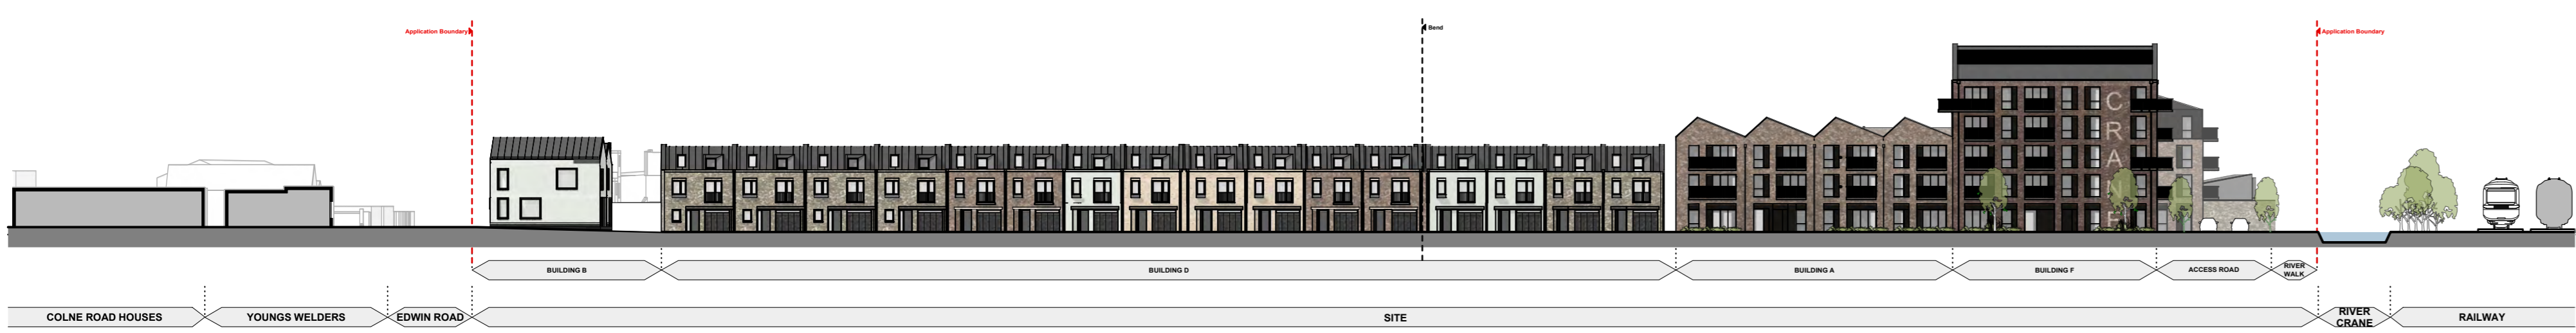 Application Boundary
Bend
Application Boundary
C
R
A
N
E
BUILDING B
BUILDING D
BUILDING A
BUILDING F
ACCESS ROAD
RIVER
WALK
COLNE ROAD HOUSES
YOUNGS WELDERS
EDWIN ROAD
SITE
RIVER
CRANE
RAILWAY